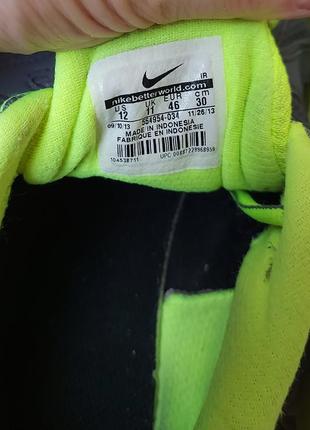 IR
nikebetterworld.com
US UK EUR cm
12 11 46 30
09/10/13 554954-034 11/26/13
MADE IN INDONESIA
FABRIQUE EN INDONESIE